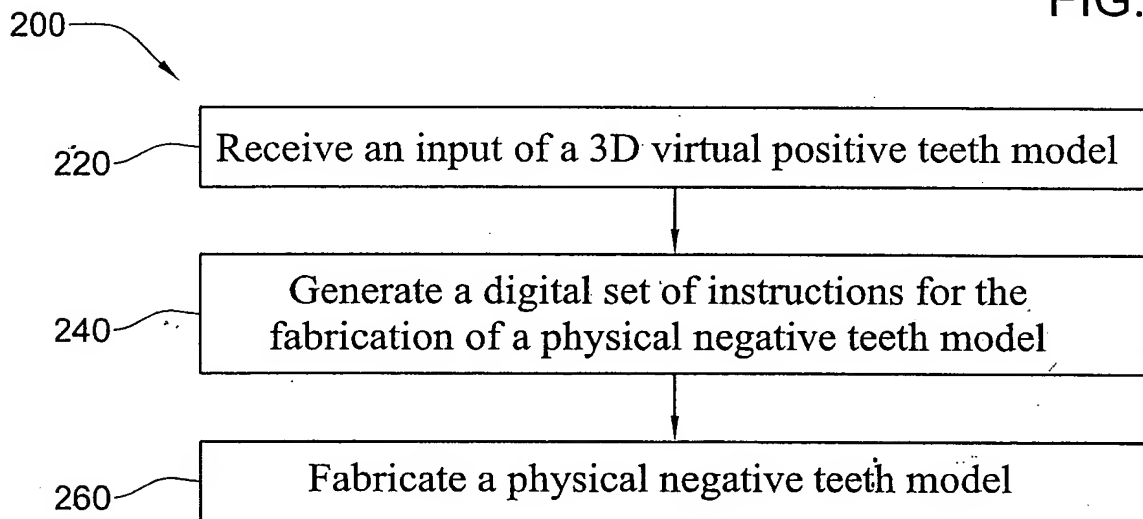 FIG.
200
220 Receive an input of a 3D virtual positive teeth model
240 Generate a digital set of instructions for the
fabrication of a physical negative teeth model
260 Fabricate a physical negative teeth model